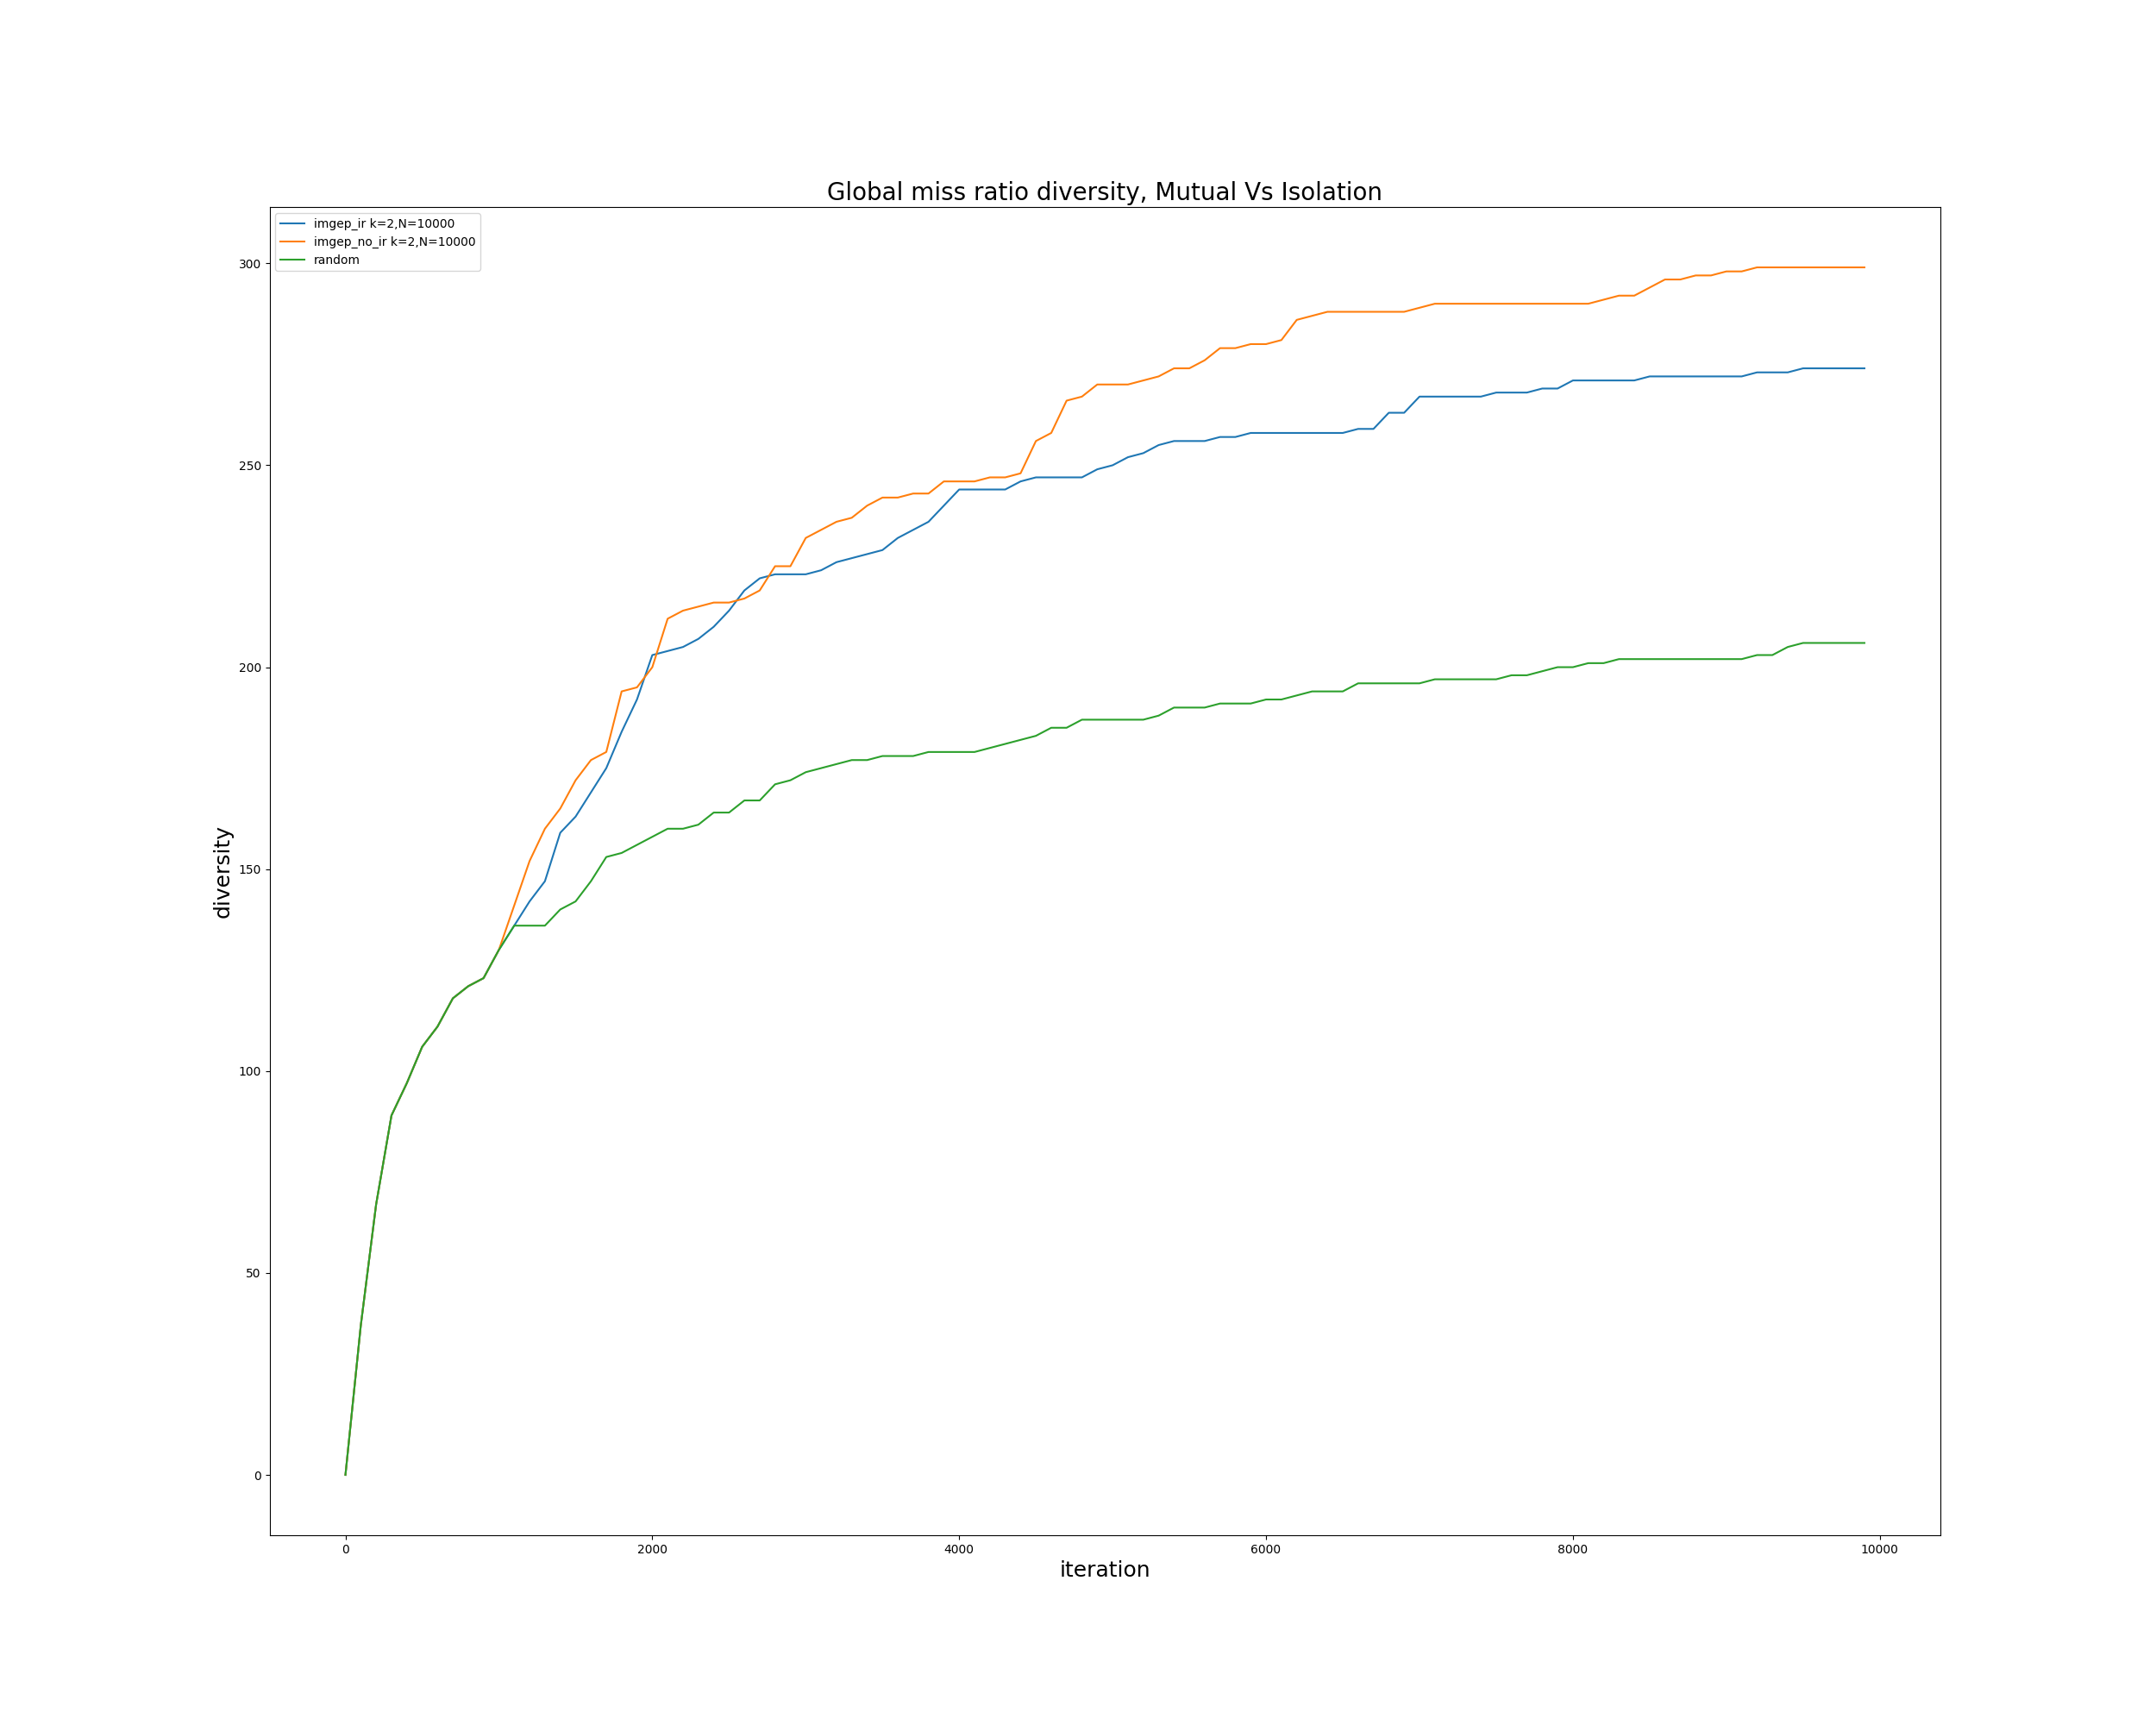 Global miss ratio diversity, Mutual Vs Isolation
imgep_ir k=2,N=10000
imgep_no_ir k=2,N=10000
random
300
250
200
150
100
50
0
diversity
0 2000 4000 6000 8000 10000
iteration